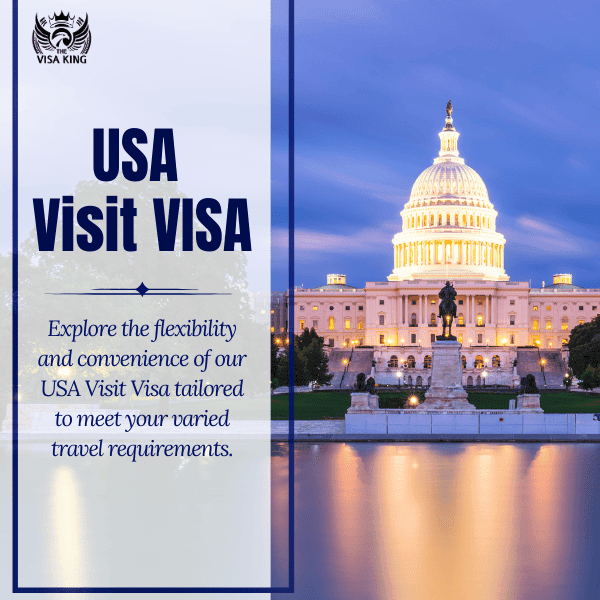 THE
VISA KING
USA
Visit VISA
Explore the flexibility
and convenience of our
USA Visit Visa tailored
to meet your varied
travel requirements.